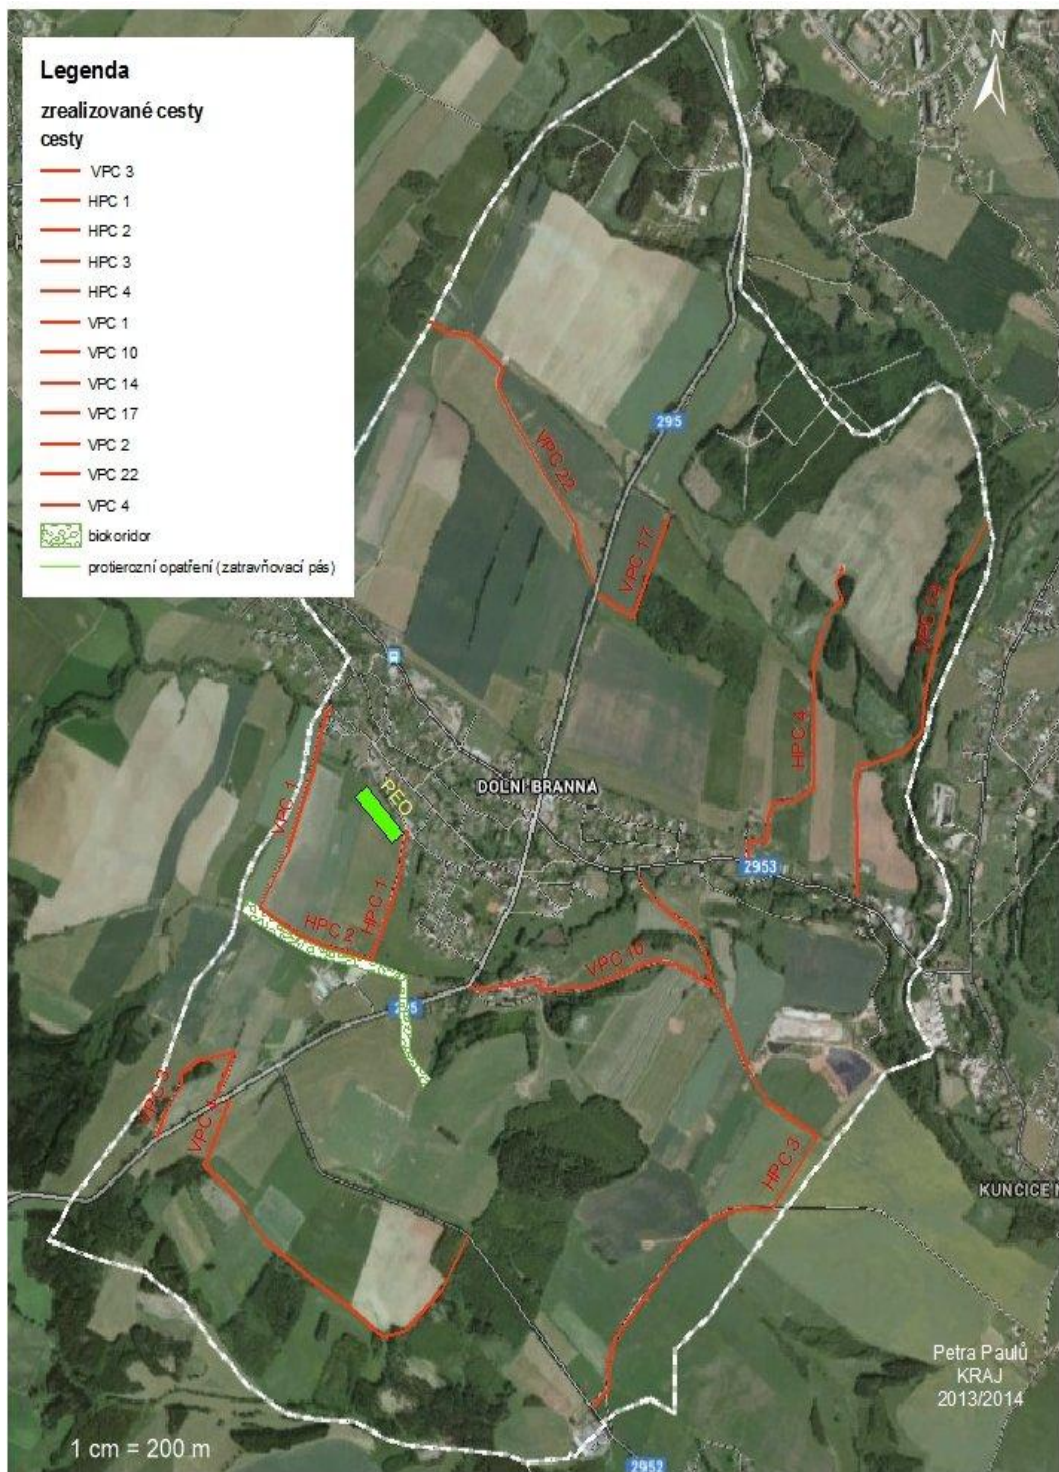 Legenda
zrealizované cesty
cesty
VPC 3
HPC 1
HPC 2
HPC 3
HPC 4
VPC 1
VPC 10
VPC 14
VPC 17
VPC 2
VPC 22
VPC 4
biokoridor
protierozní opatření (zatravňovací pás)
N
295
VPC 22
VPC 17
VPC 14
HPC 4
VPC 1
PEO
DOLNÍ BRANNÁ
2953
HPC 1
HPC 2
VPC 10
295
VPC 3
HPC 3
KUNČICE N
Petra Paulů
KRAJ
2013/2014
1 cm = 200 m
2952